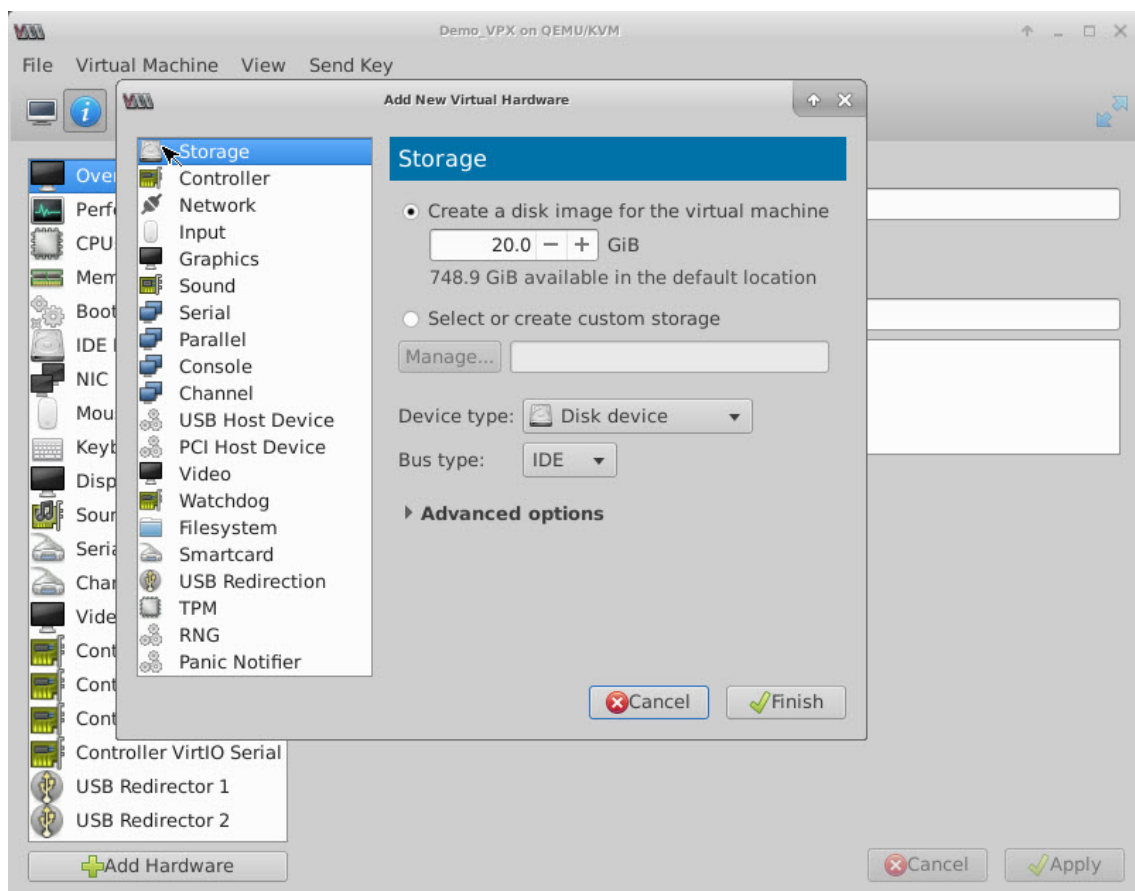 Demo_VPX on QEMU/KVM
File Virtual Machine View Send Key
Add New Virtual Hardware
Storage
Controller
Network
Input
Graphics
Sound
Serial
Parallel
Console
Channel
USB Host Device
PCI Host Device
Video
Watchdog
Filesystem
Smartcard
USB Redirection
TPM
RNG
Panic Notifier
Storage
Create a disk image for the virtual machine
20.0 − + GiB
748.9 GiB available in the default location
Select or create custom storage
Manage...
Device type: Disk device
Bus type: IDE
Advanced options
Cancel Finish
CPU
Boot
IDE
NIC
Controller VirtIO Serial
USB Redirector 1
USB Redirector 2
Add Hardware
Cancel Apply